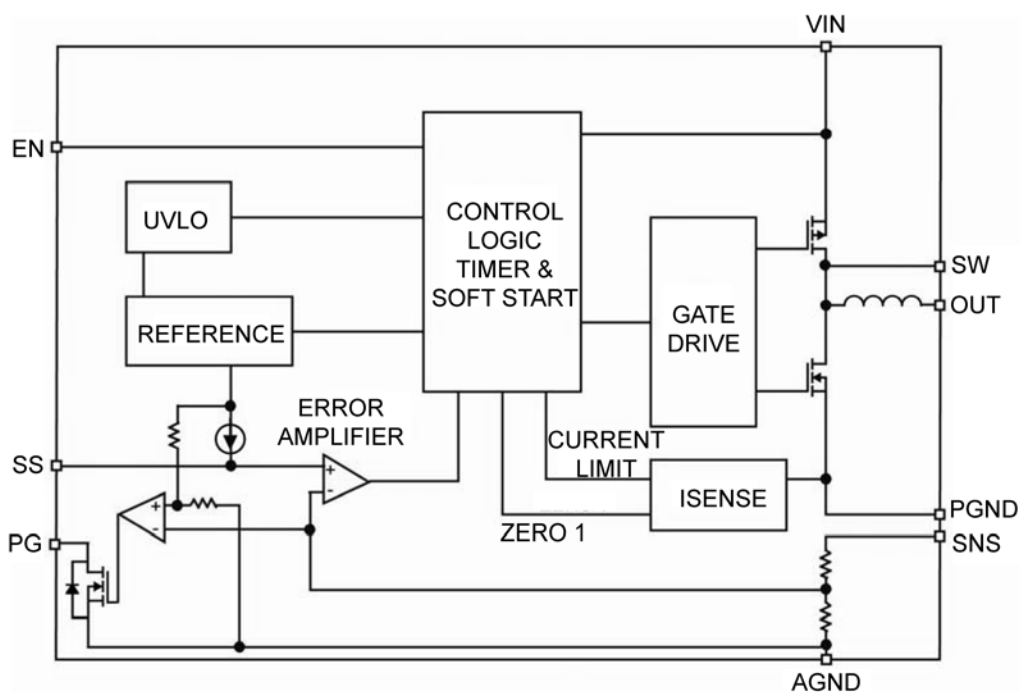 VIN
EN
UVLO
CONTROL
LOGIC
TIMER &
SOFT START
SW
OUT
REFERENCE
GATE
DRIVE
ERROR
AMPLIFIER
CURRENT
LIMIT
SS
+
-
ISENSE
+
-
ZERO 1
PGND
SNS
PG
AGND